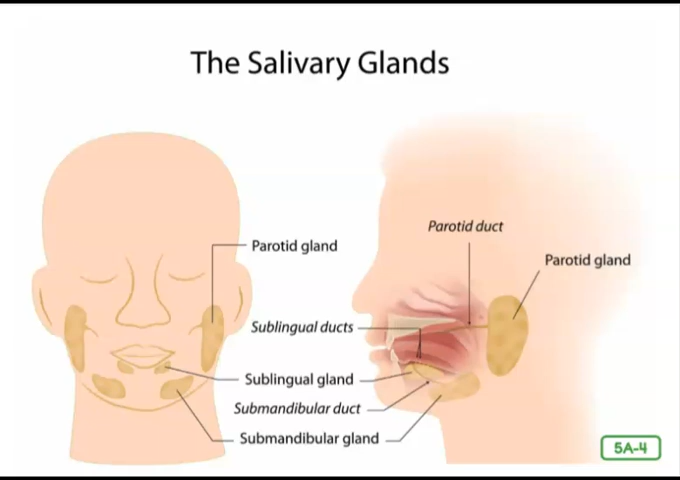 The Salivary Glands
Parotid duct
Parotid gland
Parotid gland
Sublingual ducts
Sublingual gland
Submandibular duct
Submandibular gland
5A-4